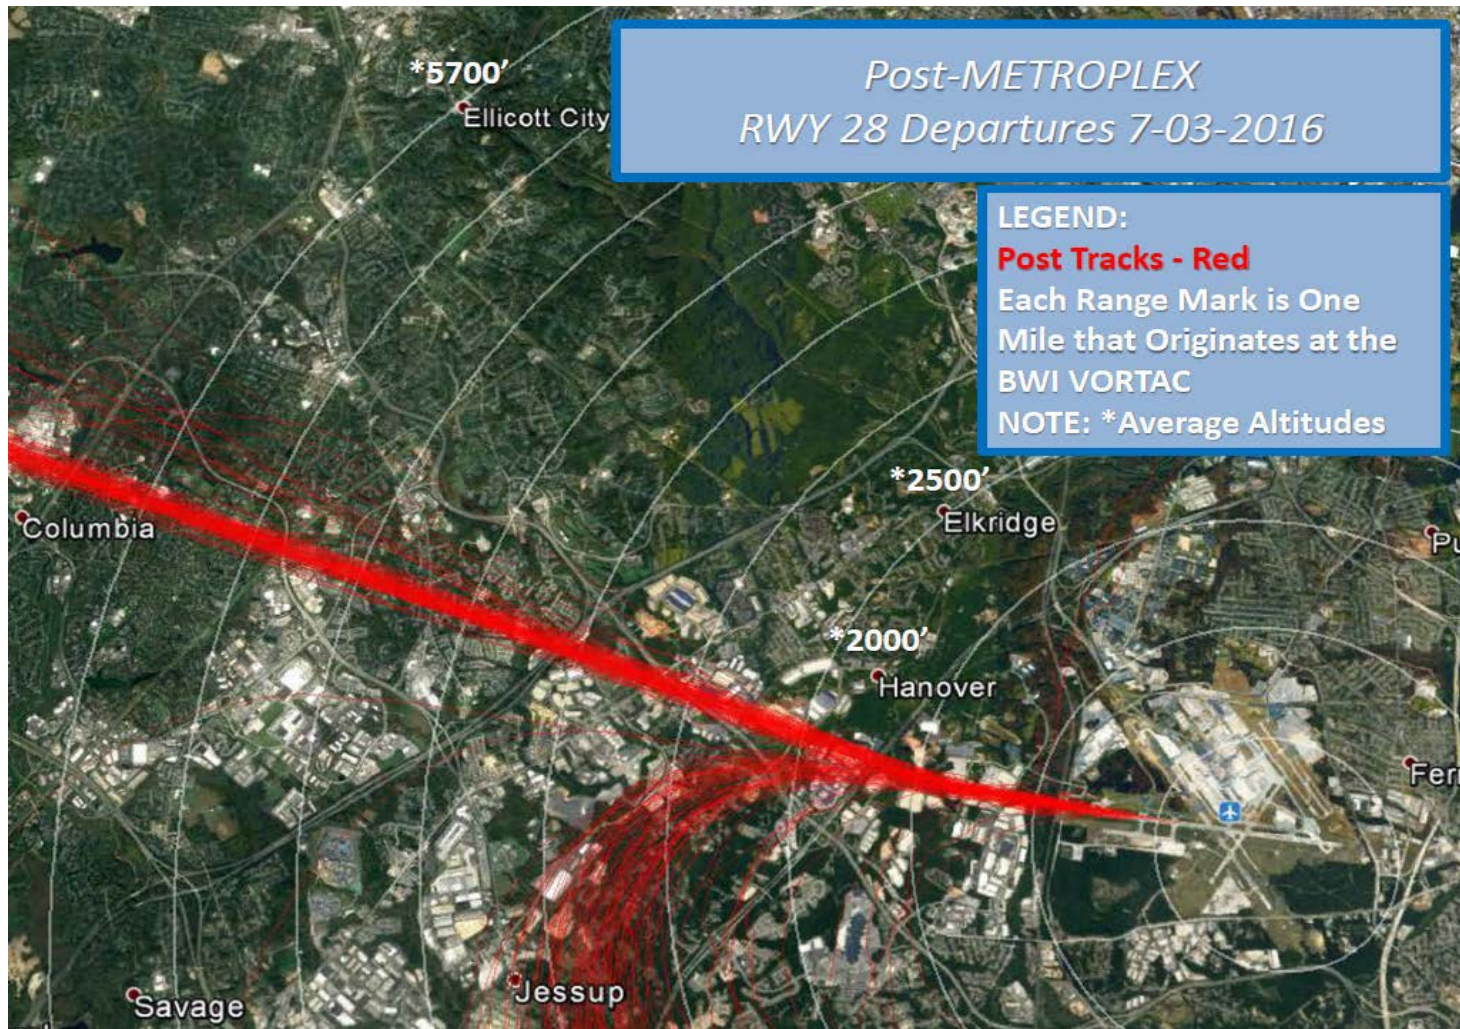 *5700’
Ellicott City
Post-METROPLEX
RWY 28 Departures 7-03-2016
LEGEND:
Post Tracks - Red
Each Range Mark is One
Mile that Originates at the
BWI VORTAC
NOTE: *Average Altitudes
*2500’
Elkridge
Columbia
*2000’
Hanover
Jessup
Savage